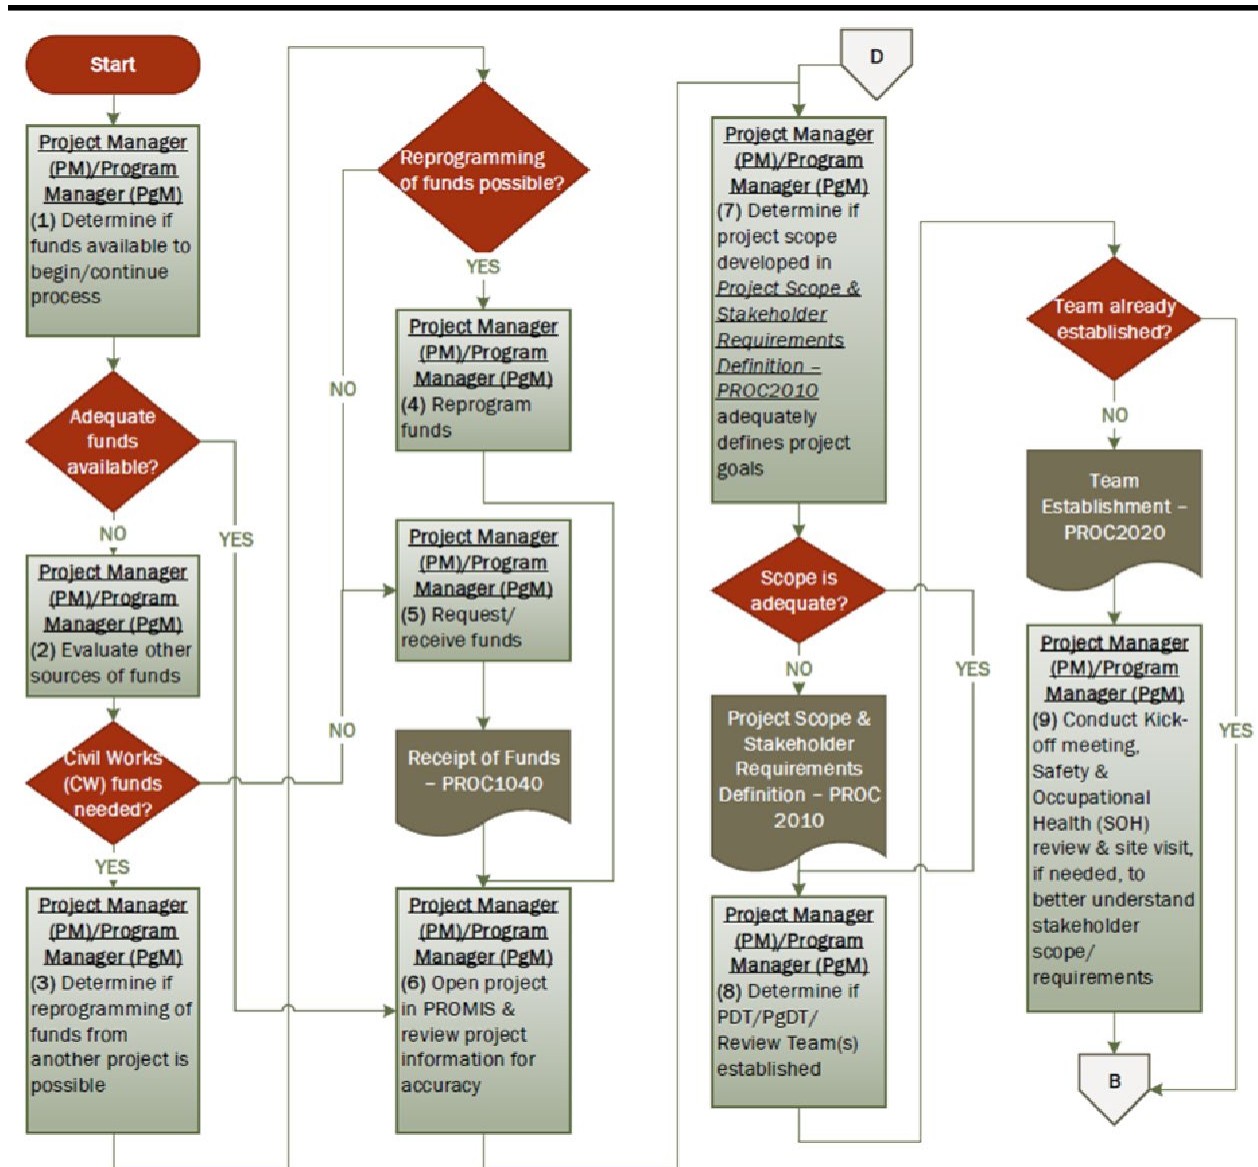 Start
Project Manager
(PM)/Program
Manager (PgM)
(1) Determine if
funds available to
begin/continue
process
Adequate
funds
available?
NO
YES
Project Manager
(PM)/Program
Manager (PgM)
(2) Evaluate other
sources of funds
Civil Works
(CW) funds
needed?
NO
YES
Project Manager
(PM)/Program
Manager (PgM)
(3) Determine if
reprogramming of
funds from
another project is
possible
Reprogramming
of funds possible?
NO
YES
Project Manager
(PM)/Program
Manager (PgM)
(4) Reprogram
funds
Project Manager
(PM)/Program
Manager (PgM)
(5) Request/
receive funds
Receipt of Funds
– PROC1040
Project Manager
(PM)/Program
Manager (PgM)
(6) Open project
in PROMIS &
review project
information for
accuracy
D
Project Manager
(PM)/Program
Manager (PgM)
(7) Determine if
project scope
developed in
Project Scope &
Stakeholder
Requirements
Definition –
PROC2010
adequately
defines project
goals
Scope is
adequate?
NO
YES
Project Scope &
Stakeholder
Requirements
Definition – PROC
2010
Project Manager
(PM)/Program
Manager (PgM)
(8) Determine if
PDT/PgDT/
Review Team(s)
established
Team already
established?
NO
YES
Team
Establishment –
PROC2020
Project Manager
(PM)/Program
Manager (PgM)
(9) Conduct Kick-
off meeting,
Safety &
Occupational
Health (SOH)
review & site visit,
if needed, to
better understand
stakeholder
scope/
requirements
B